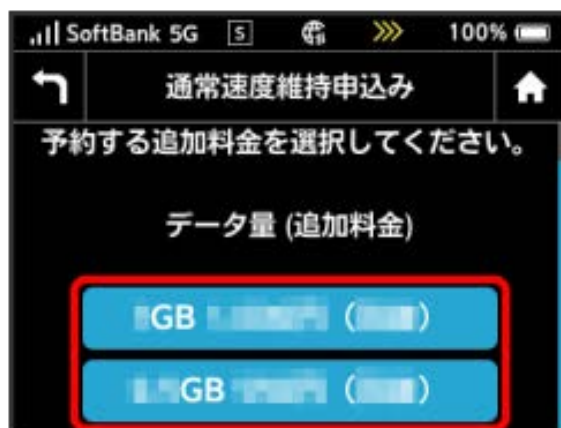 SoftBank 5G S 100%
通常速度維持申込み
予約する追加料金を選択してください。
データ量 (追加料金)
GB ( )
GB ( )